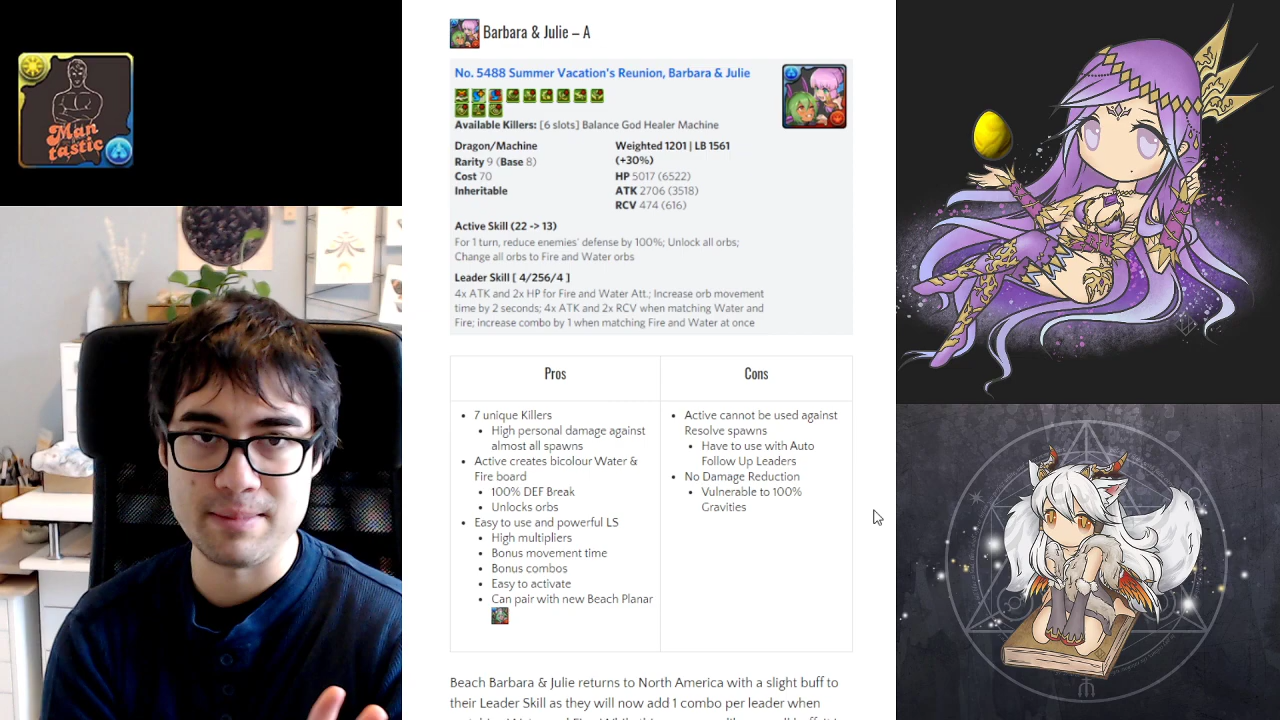 Man
tastic
Barbara & Julie – A
No. 5488 Summer Vacation's Reunion, Barbara & Julie
Available Killers: [6 slots] Balance God Healer Machine
Dragon/Machine
Rarity 9 (Base 8)
Cost 70
Inheritable
Weighted 1201 | LB 1561
(+30%)
HP 5017 (6522)
ATK 2706 (3518)
RCV 474 (616)
Active Skill (22 -> 13)
For 1 turn, reduce enemies' defense by 100%; Unlock all orbs;
Change all orbs to Fire and Water orbs
Leader Skill [ 4/256/4 ]
4x ATK and 2x HP for Fire and Water Att.; Increase orb movement
time by 2 seconds; 4x ATK and 2x RCV when matching Water and
Fire; increase combo by 1 when matching Fire and Water at once
Pros
7 unique Killers
High personal damage against
almost all spawns
Active creates bicolour Water &
Fire board
100% DEF Break
Unlocks orbs
Easy to use and powerful LS
High multipliers
Bonus movement time
Bonus combos
Easy to activate
Can pair with new Beach Planar
Cons
Active cannot be used against
Resolve spawns
Have to use with Auto
Follow Up Leaders
No Damage Reduction
Vulnerable to 100%
Gravities
Beach Barbara & Julie returns to North America with a slight buff to
their Leader Skill as they will now add 1 combo per leader when